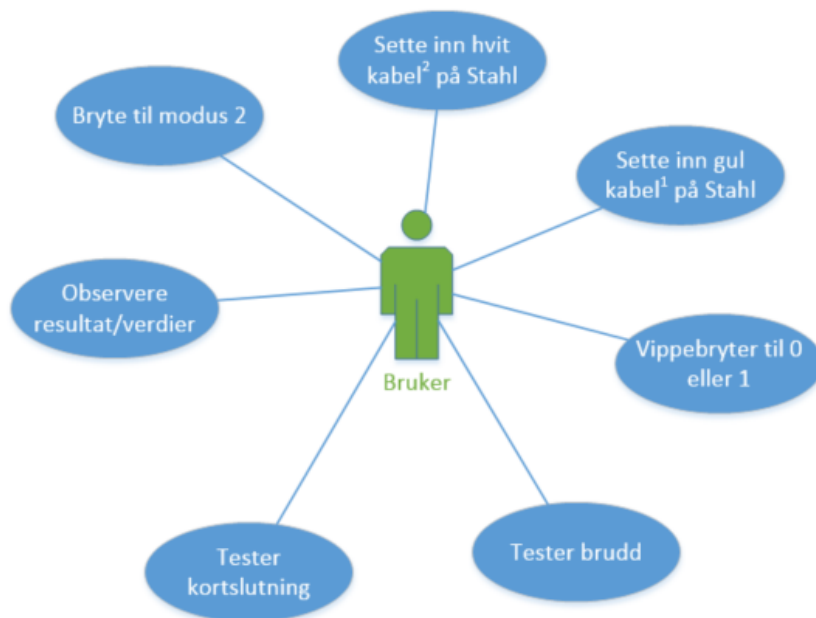 Sette inn hvit
kabel² på Stahl
Bryte til modus 2
Sette inn gul
kabel¹ på Stahl
Observere
resultat/verdier
Vippebryter til 0
eller 1
Bruker
Tester
kortslutning
Tester brudd